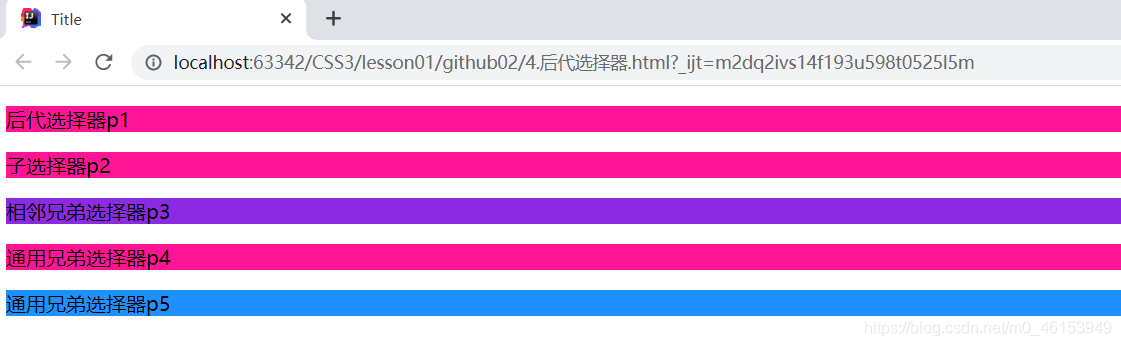 Title
localhost:63342/CSS3/lesson01/github02/4.后代选择器.html?_ijt=m2dq2ivs14f193u598t0525l5m
后代选择器p1
子选择器p2
相邻兄弟选择器p3
通用兄弟选择器p4
通用兄弟选择器p5
https://blog.csdn.net/m0_46153949